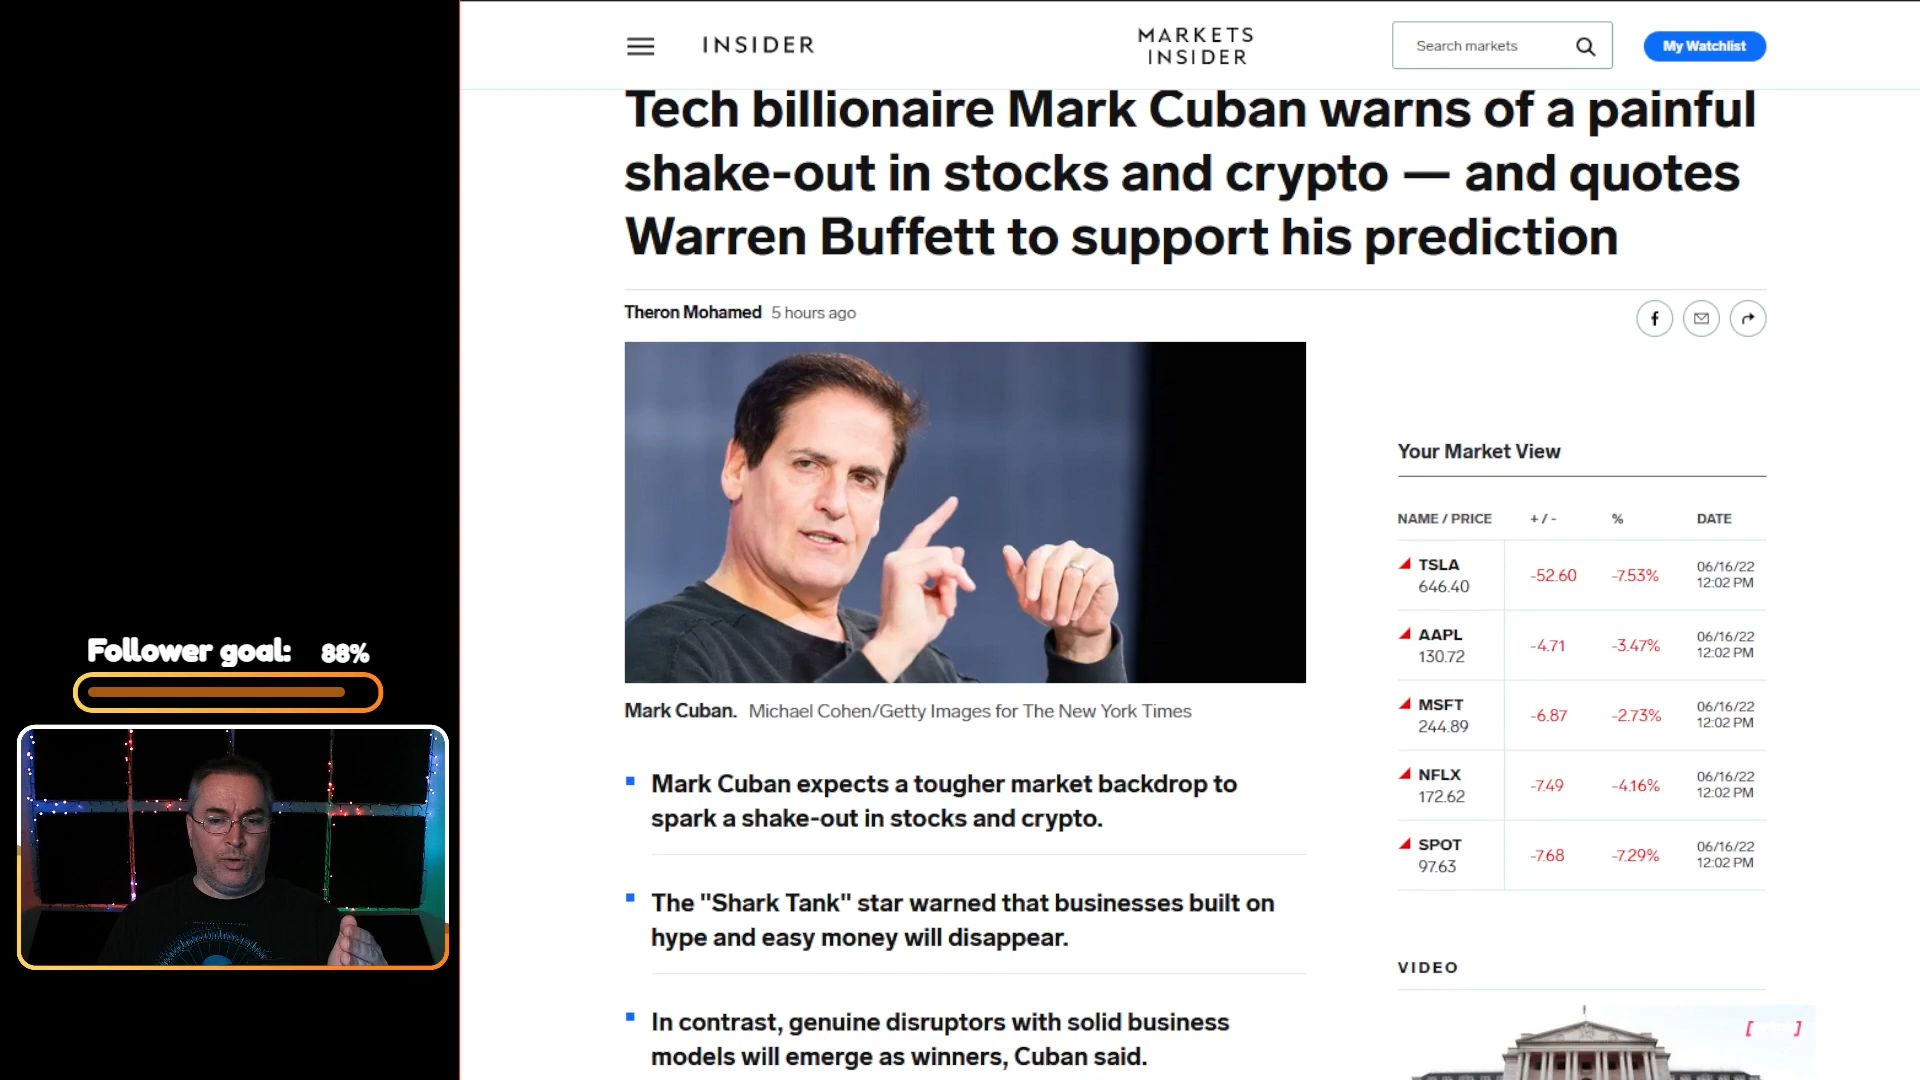 INSIDER
MARKETS
INSIDER
Search markets
My Watchlist
Tech billionaire Mark Cuban warns of a painful
shake-out in stocks and crypto — and quotes
Warren Buffett to support his prediction
Theron Mohamed 5 hours ago
Mark Cuban. Michael Cohen/Getty Images for The New York Times
Mark Cuban expects a tougher market backdrop to
spark a shake-out in stocks and crypto.
The "Shark Tank" star warned that businesses built on
hype and easy money will disappear.
In contrast, genuine disruptors with solid business
models will emerge as winners, Cuban said.
Your Market View
NAME / PRICE + / - % DATE
TSLA
646.40
-52.60 -7.53%
06/16/22
12:02 PM
AAPL
130.72
-4.71 -3.47%
06/16/22
12:02 PM
MSFT
244.89
-6.87 -2.73%
06/16/22
12:02 PM
NFLX
172.62
-7.49 -4.16%
06/16/22
12:02 PM
SPOT
97.63
-7.68 -7.29%
06/16/22
12:02 PM
VIDEO
Follower goal: 88%